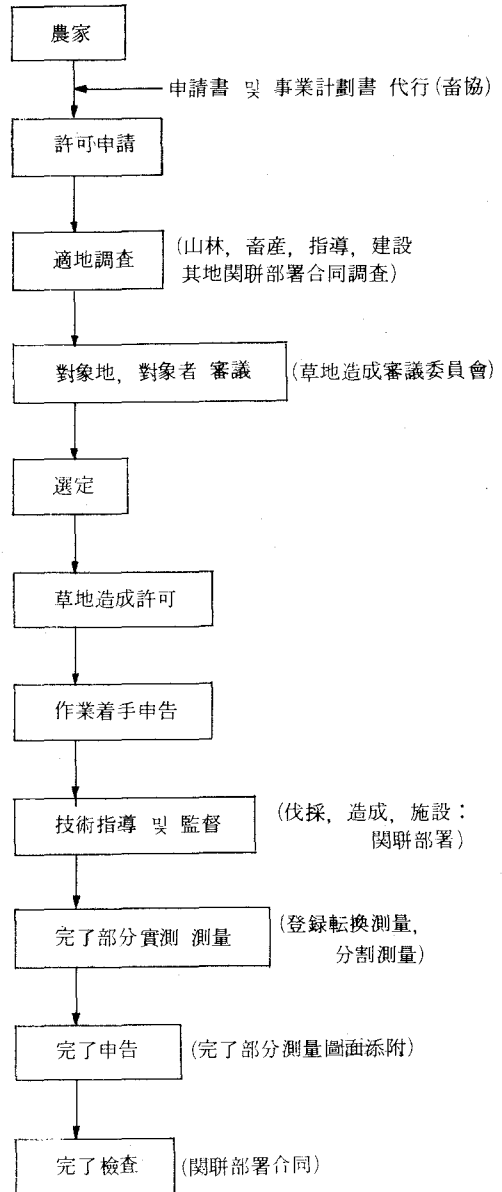 農家
申請書 및 事業計劃書 代行(畜協)
許可申請
適地調査 (山林, 畜産, 指導, 建設
其他関聯部署合同調査)
對象地, 對象者 審議 (草地造成審議委員會)
選定
草地造成許可
作業着手申告
技術指導 및 監督 (伐採, 造成, 施設:
関聯部署)
完了部分實測 測量 (登録転換測量,
分割測量)
完了申告 (完了部分測量圖面添附)
完了檢査 (関聯部署合同)